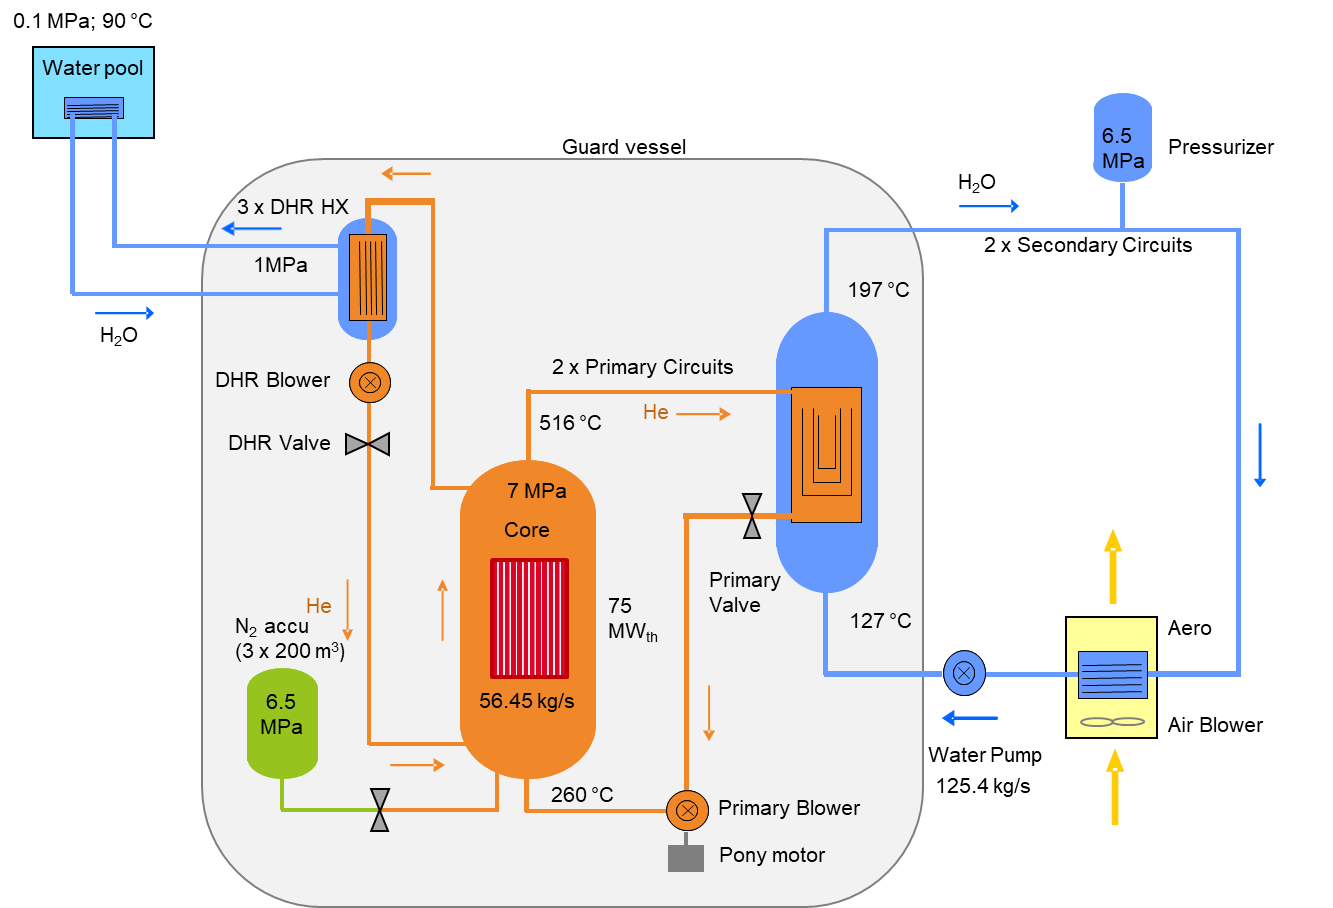 0.1 MPa; 90 °C
Water pool
Guard vessel
6.5
MPa
Pressurizer
H₂O
2 x Secondary Circuits
3 x DHR HX
1MPa
H₂O
197 °C
DHR Blower
2 x Primary Circuits
He
516 °C
DHR Valve
7 MPa
Core
Primary
Valve
75
MWth
He
N₂ accu
(3 x 200 m³)
127 °C
Aero
6.5
MPa
56.45 kg/s
Air Blower
Water Pump
125.4 kg/s
260 °C
Primary Blower
Pony motor